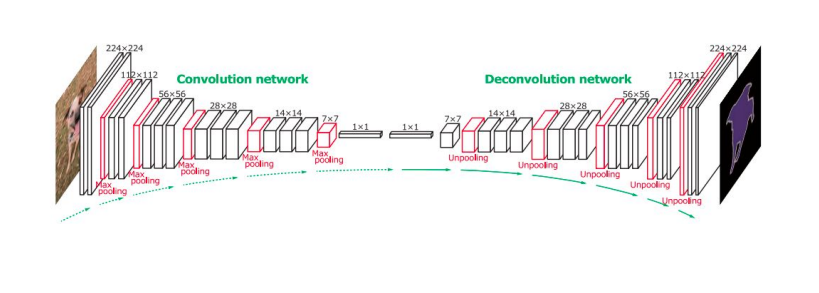 224×224
112×112
56×56
Convolution network
28×28
14×14
7×7
1×1
1×1
7×7
14×14
Deconvolution network
28×28
56×56
112×112
224×224
Max
pooling
Max
pooling
Max
pooling
Max
pooling
Max
pooling
Unpooling
Unpooling
Unpooling
Unpooling
Unpooling